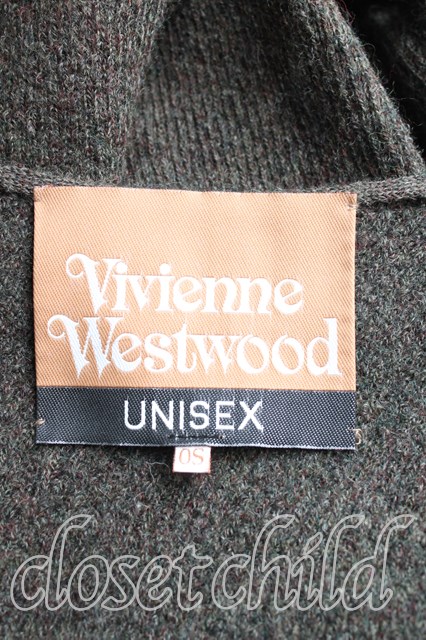 Vivienne
Westwood
UNISEX
OS
closet child